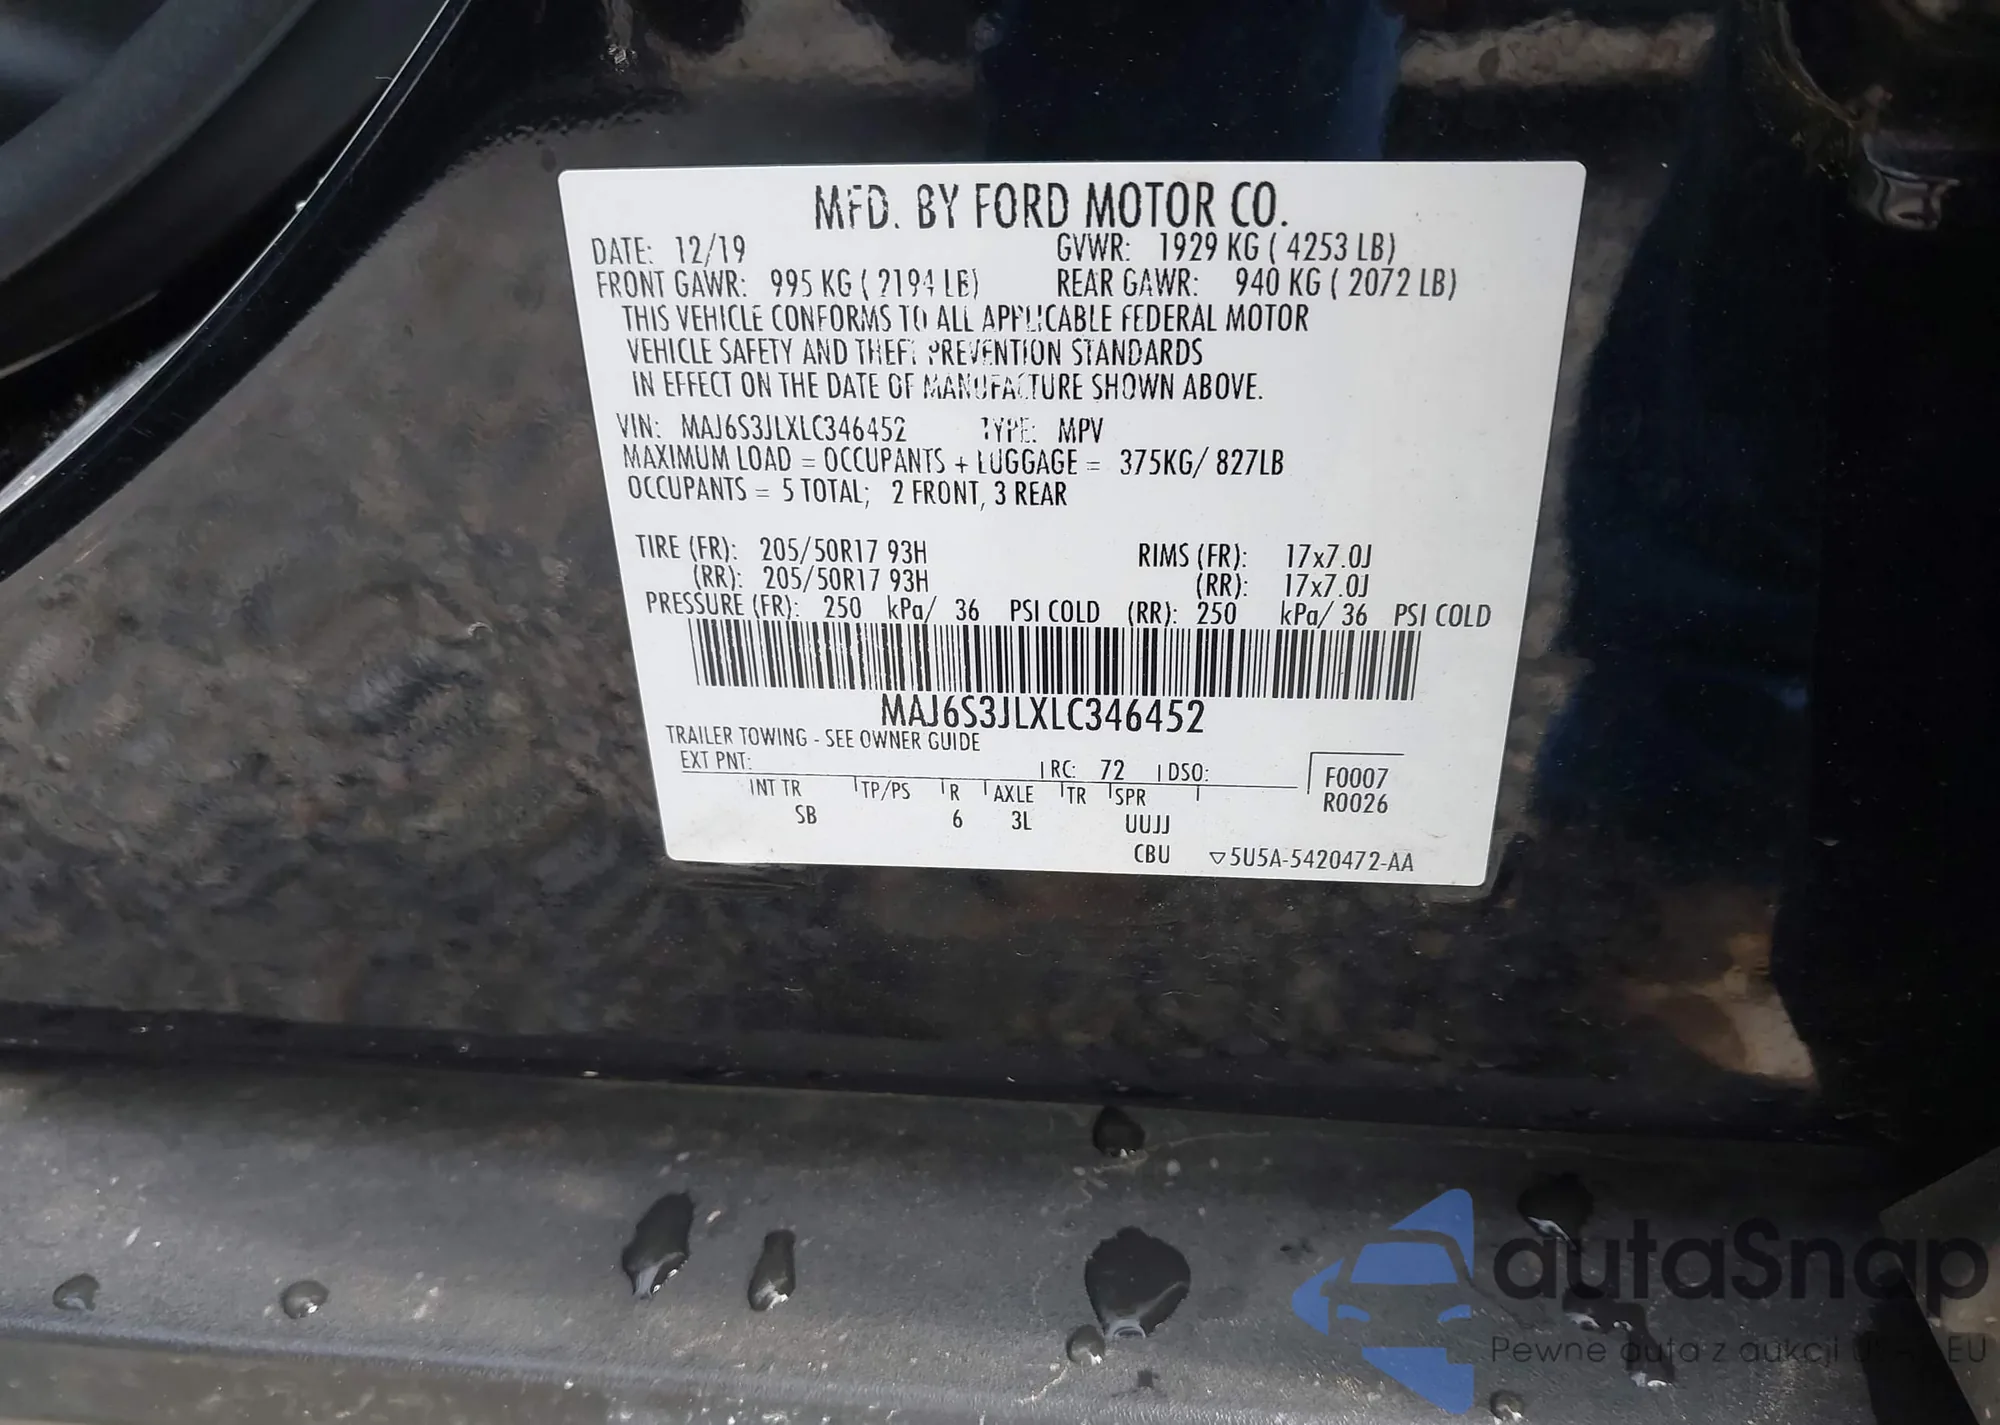 MFD. BY FORD MOTOR CO.
DATE: 12/19 GVWR: 1929 KG ( 4253 LB)
FRONT GAWR: 995 KG ( 2194 LB) REAR GAWR: 940 KG ( 2072 LB)
THIS VEHICLE CONFORMS TO ALL APPLICABLE FEDERAL MOTOR
VEHICLE SAFETY AND THEFT PREVENTION STANDARDS
IN EFFECT ON THE DATE OF MANUFACTURE SHOWN ABOVE.
VIN: MAJ6S3JLXLC346452 TYPE: MPV
MAXIMUM LOAD = OCCUPANTS + LUGGAGE = 375KG/ 827LB
OCCUPANTS = 5 TOTAL; 2 FRONT, 3 REAR
TIRE (FR): 205/50R17 93H RIMS (FR): 17x7.0J
(RR): 205/50R17 93H (RR): 17x7.0J
PRESSURE (FR): 250 kPa/ 36 PSI COLD (RR): 250 kPa/ 36 PSI COLD
MAJ6S3JLXLC346452
TRAILER TOWING - SEE OWNER GUIDE
EXT PNT: RC: 72 DSO: F0007
INT TR TP/PS R AXLE TR SPR R0026
SB 6 3L UUJJ
CBU ▽5U5A-5420472-AA
autaSnap
Pewne auta z aukcji EU